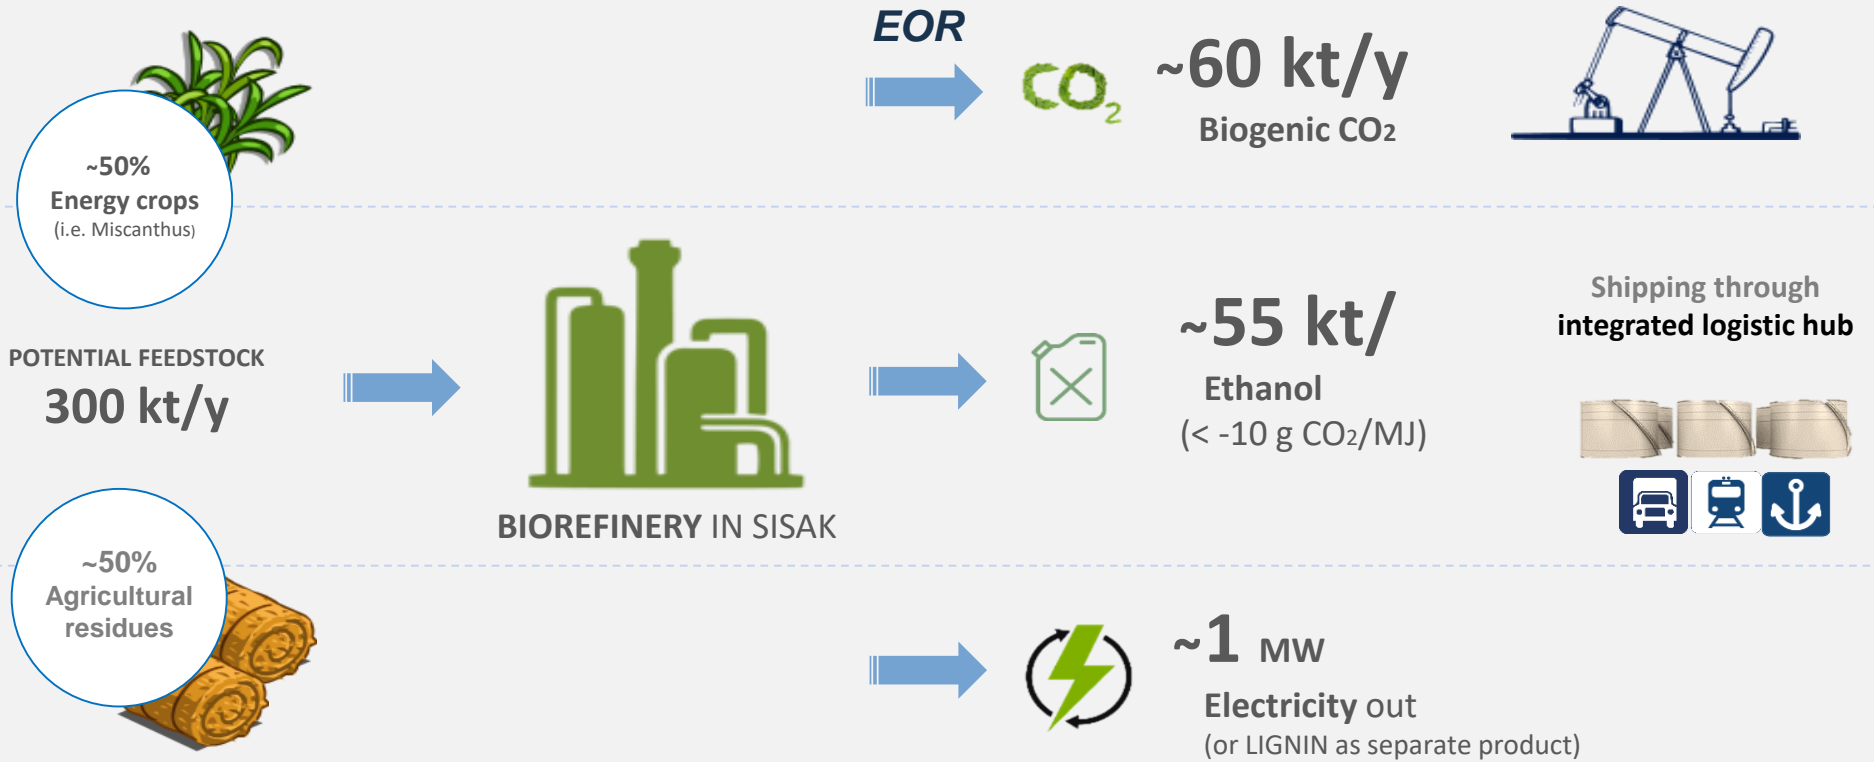 EOR
CO2
~60 kt/y
Biogenic CO2
~50%
Energy crops
(i.e. Miscanthus)
POTENTIAL FEEDSTOCK
300 kt/y
BIOREFINERY IN SISAK
~55 kt/
Ethanol
(< -10 g CO2/MJ)
Shipping through
integrated logistic hub
~50%
Agricultural
residues
~1 MW
Electricity out
(or LIGNIN as separate product)